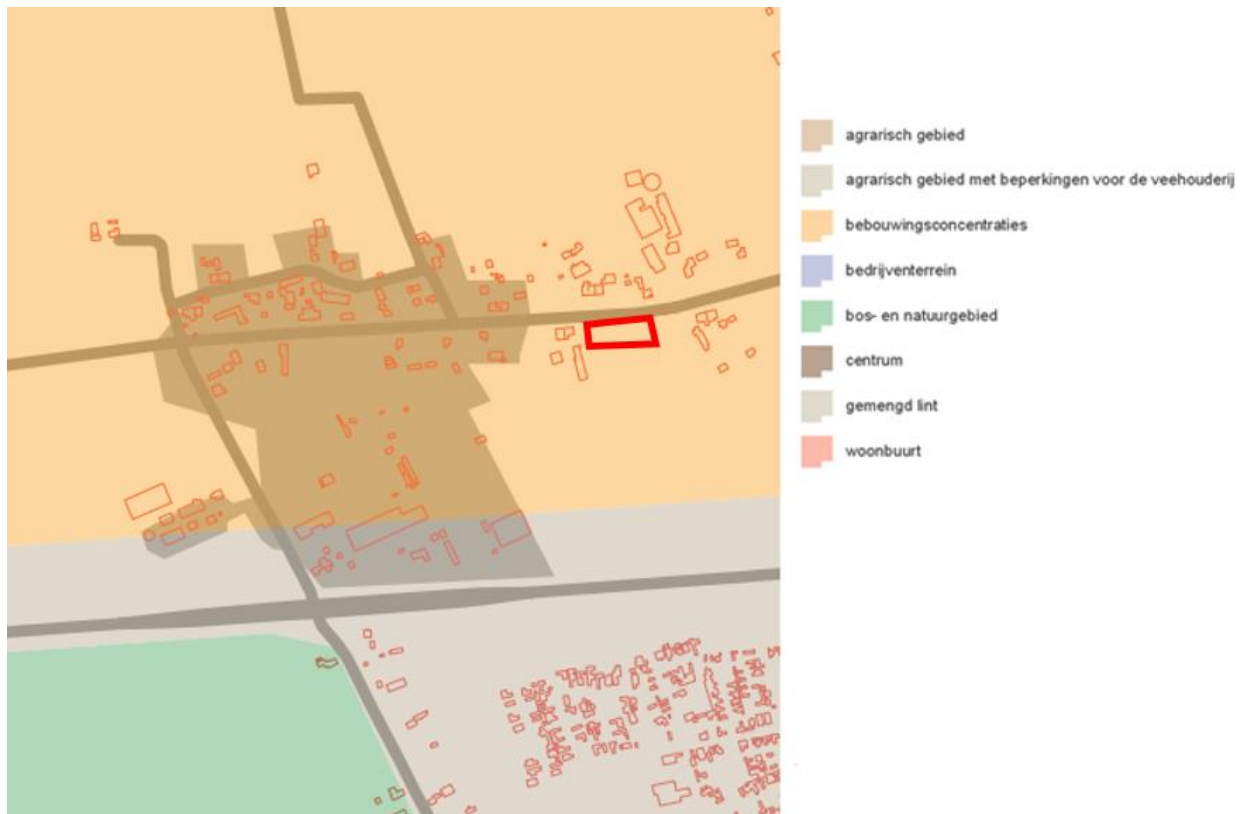 agrarisch gebied
agrarisch gebied met beperkingen voor de veehouderij
bebouwingsconcentraties
bedrijventerrein
bos- en natuurgebied
centrum
gemengd lint
woonbuurt